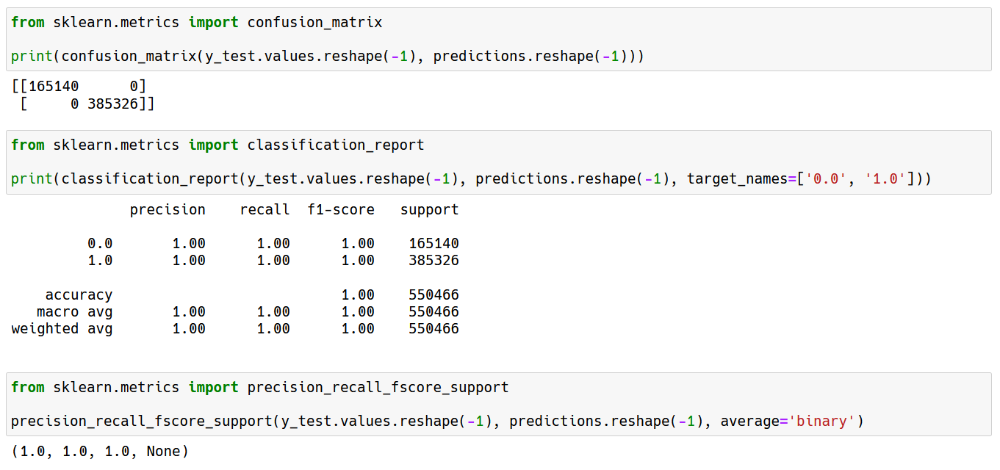 from sklearn.metrics import confusion_matrix
print(confusion_matrix(y_test.values.reshape(-1), predictions.reshape(-1)))
[[165140      0]
 [     0 385326]]
from sklearn.metrics import classification_report
print(classification_report(y_test.values.reshape(-1), predictions.reshape(-1), target_names=['0.0', '1.0']))
              precision    recall  f1-score   support
         0.0       1.00      1.00      1.00    165140
         1.0       1.00      1.00      1.00    385326
    accuracy                           1.00    550466
   macro avg       1.00      1.00      1.00    550466
weighted avg       1.00      1.00      1.00    550466
from sklearn.metrics import precision_recall_fscore_support
precision_recall_fscore_support(y_test.values.reshape(-1), predictions.reshape(-1), average='binary')
(1.0, 1.0, 1.0, None)